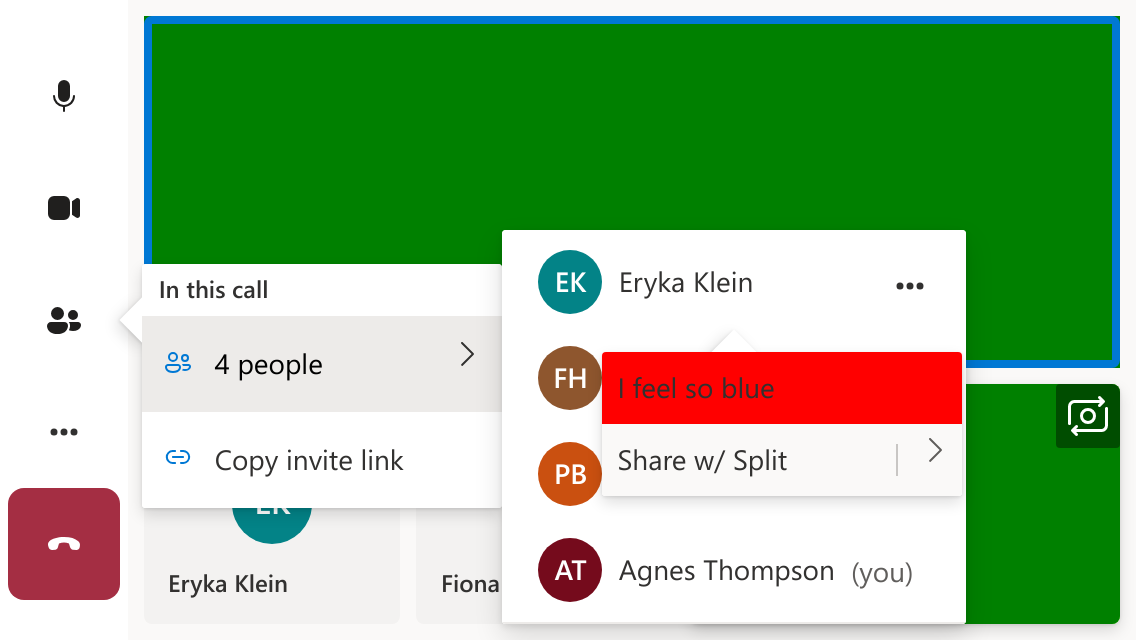 In this call
4 people
Copy invite link
EK
Eryka Klein
FH
I feel so blue
PB
Share w/ Split
AT
Agnes Thompson (you)
EK
Eryka Klein
Fiona